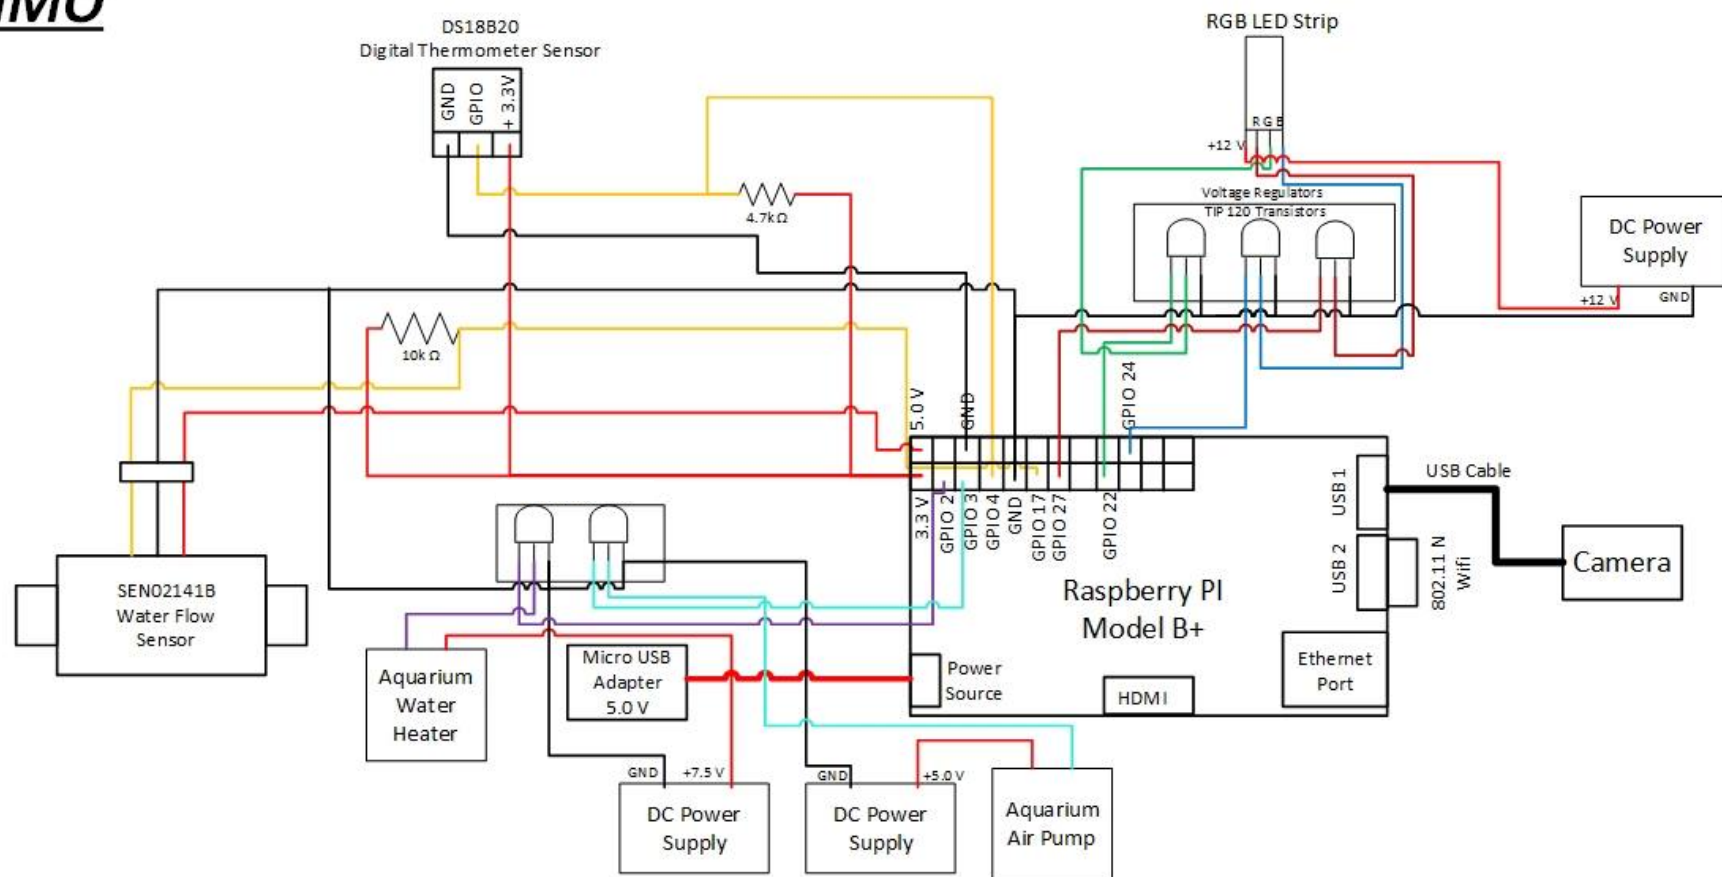 DS18B20
Digital Thermometer Sensor
GND
GPIO
+ 3.3V
RGB LED Strip
R G B
+12 V
Voltage Regulators
TIP 120 Transistors
DC Power
Supply
+12 V
GND
4.7k Ω
10k Ω
5.0 V
GND
GPIO 24
3.3 V
GPIO 2
GPIO 3
GPIO 4
GND
GPIO 17
GPIO 27
GPIO 22
USB 1
USB 2
USB Cable
802.11 N
Wifi
Camera
Raspberry PI
Model B+
SEN02141B
Water Flow
Sensor
Aquarium
Water
Heater
Micro USB
Adapter
5.0 V
Power
Source
HDMI
Ethernet
Port
GND
+7.5 V
DC Power
Supply
GND
+5.0 V
DC Power
Supply
Aquarium
Air Pump